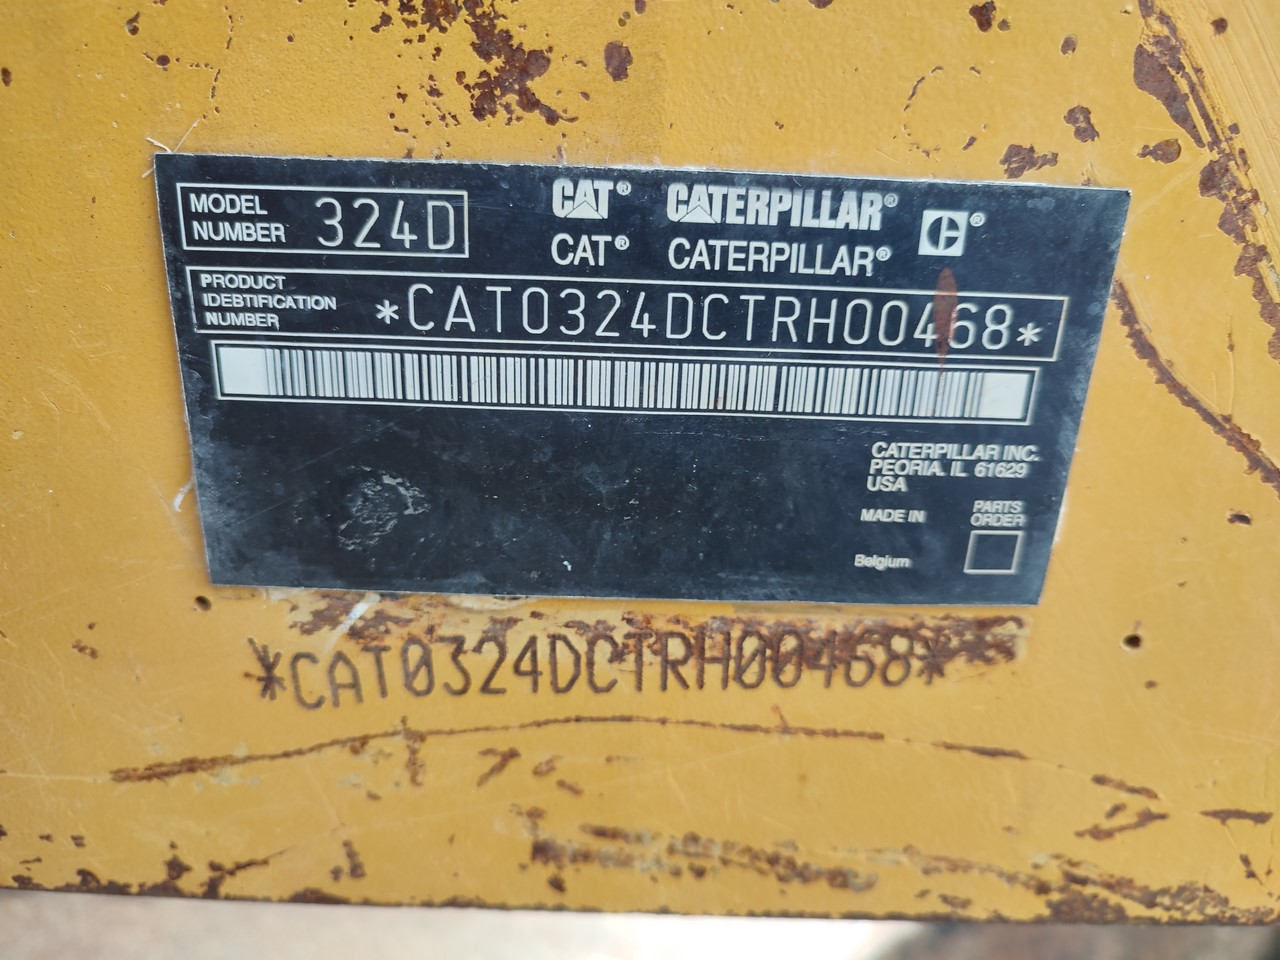 MODEL NUMBER 324D
CAT® CATERPILLAR® C®
CAT® CATERPILLAR®
PRODUCT
IDEBTIFICATION
NUMBER
*CAT0324DCTRH00468*
CATERPILLAR INC.
PEORIA. IL 61629
USA
MADE IN
PARTS
ORDER
Belgium
*CAT0324DCTRH00468*